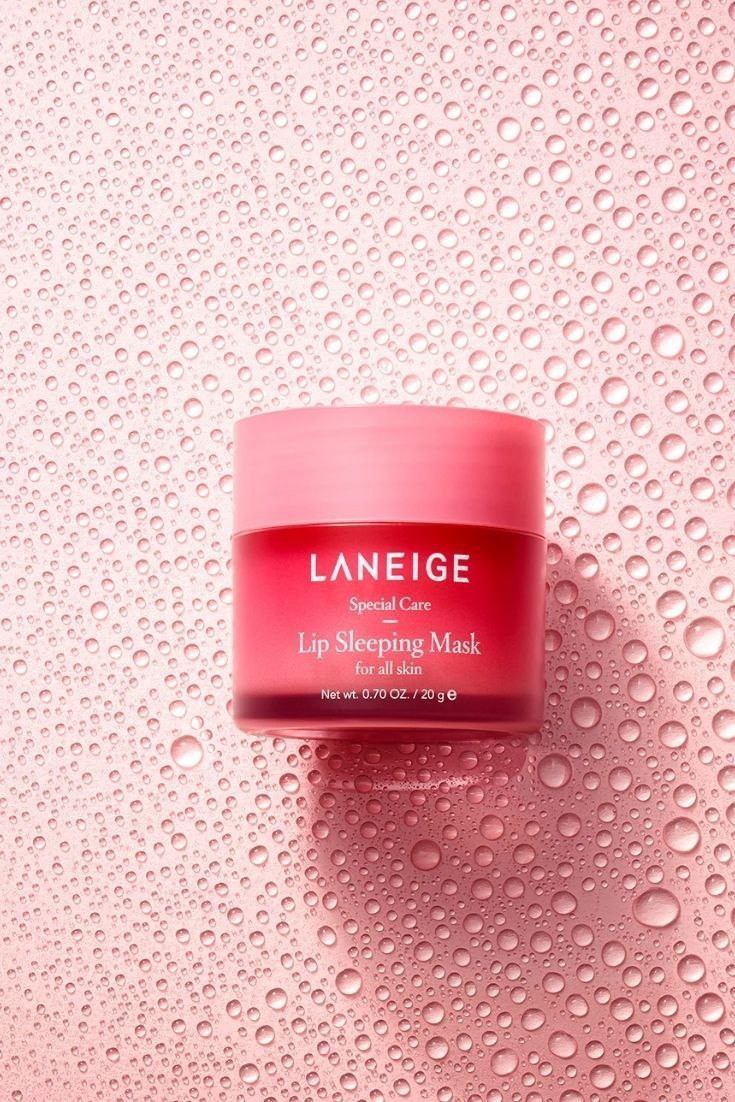 LANEIGE
Special Care
Lip Sleeping Mask
for all skin
Net wt. 0.70 OZ. / 20 g ℮